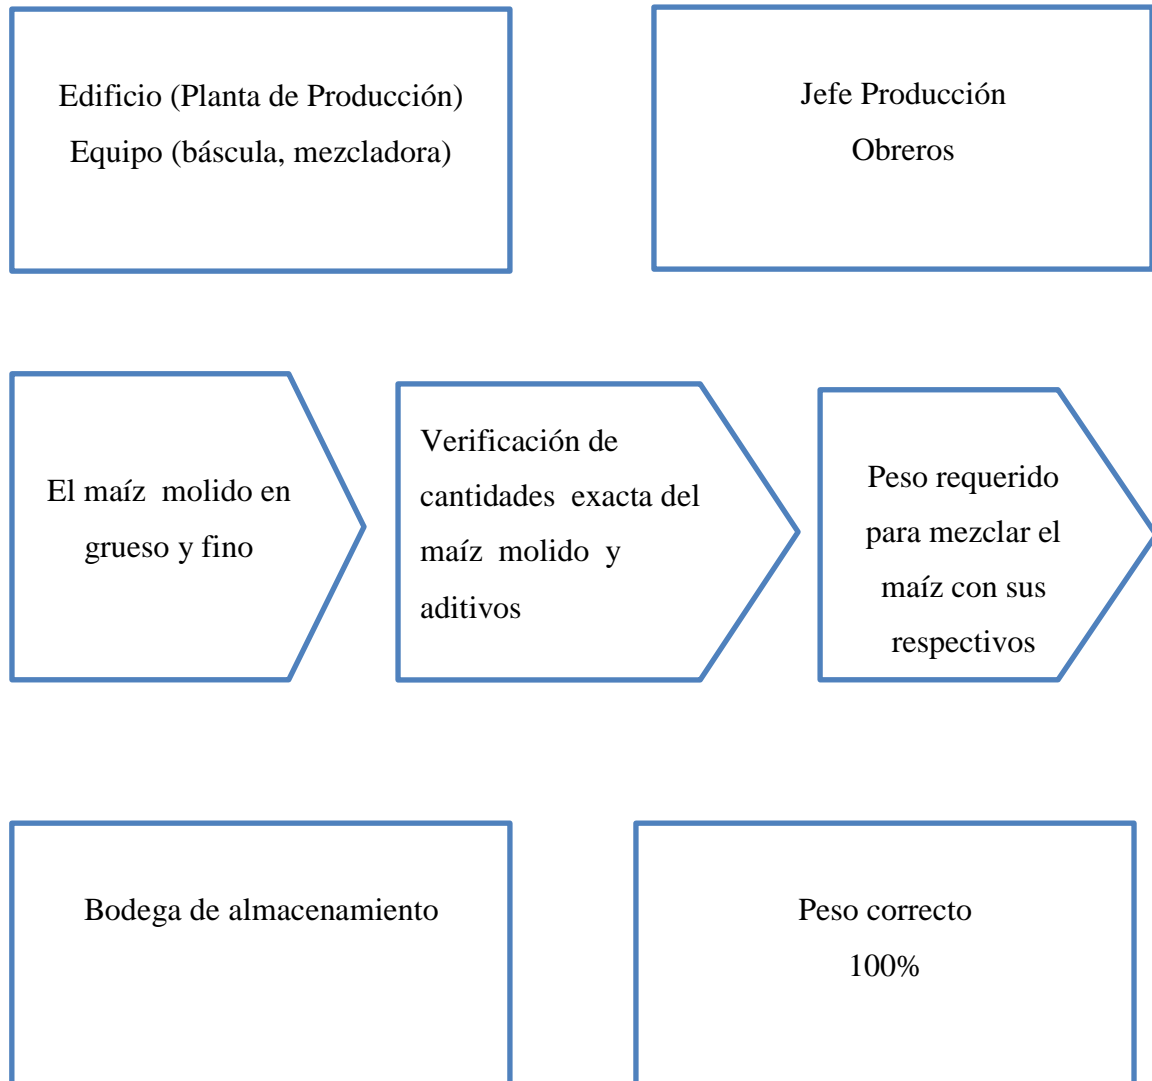 Edificio (Planta de Producción)
Equipo (báscula, mezcladora)
Jefe Producción
Obreros
El maíz  molido en
grueso y fino
Verificación de
cantidades  exacta del
maíz  molido  y
aditivos
Peso requerido
para mezclar el
maíz con sus
respectivos
Bodega de almacenamiento
Peso correcto
100%